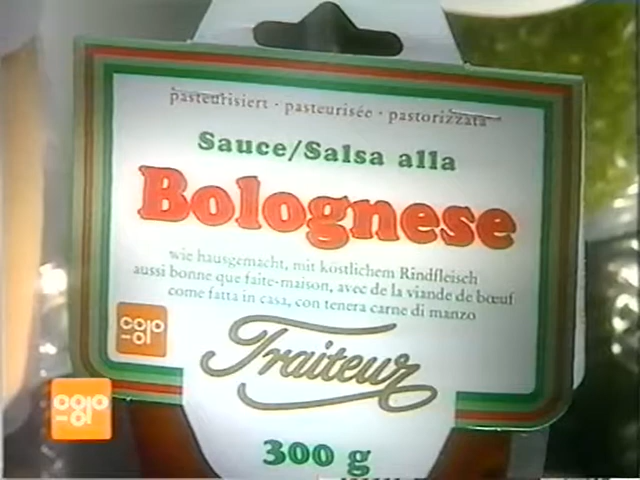 pasteurisiert · pasteurisée · pastorizzata
Sauce/Salsa alla
Bolognese
wie hausgemacht, mit köstlichem Rindfleisch
aussi bonne que faite-maison, avec de la viande de bœuf
come fatta in casa, con tenera carne di manzo
coop
Traiteur
300 g
coop